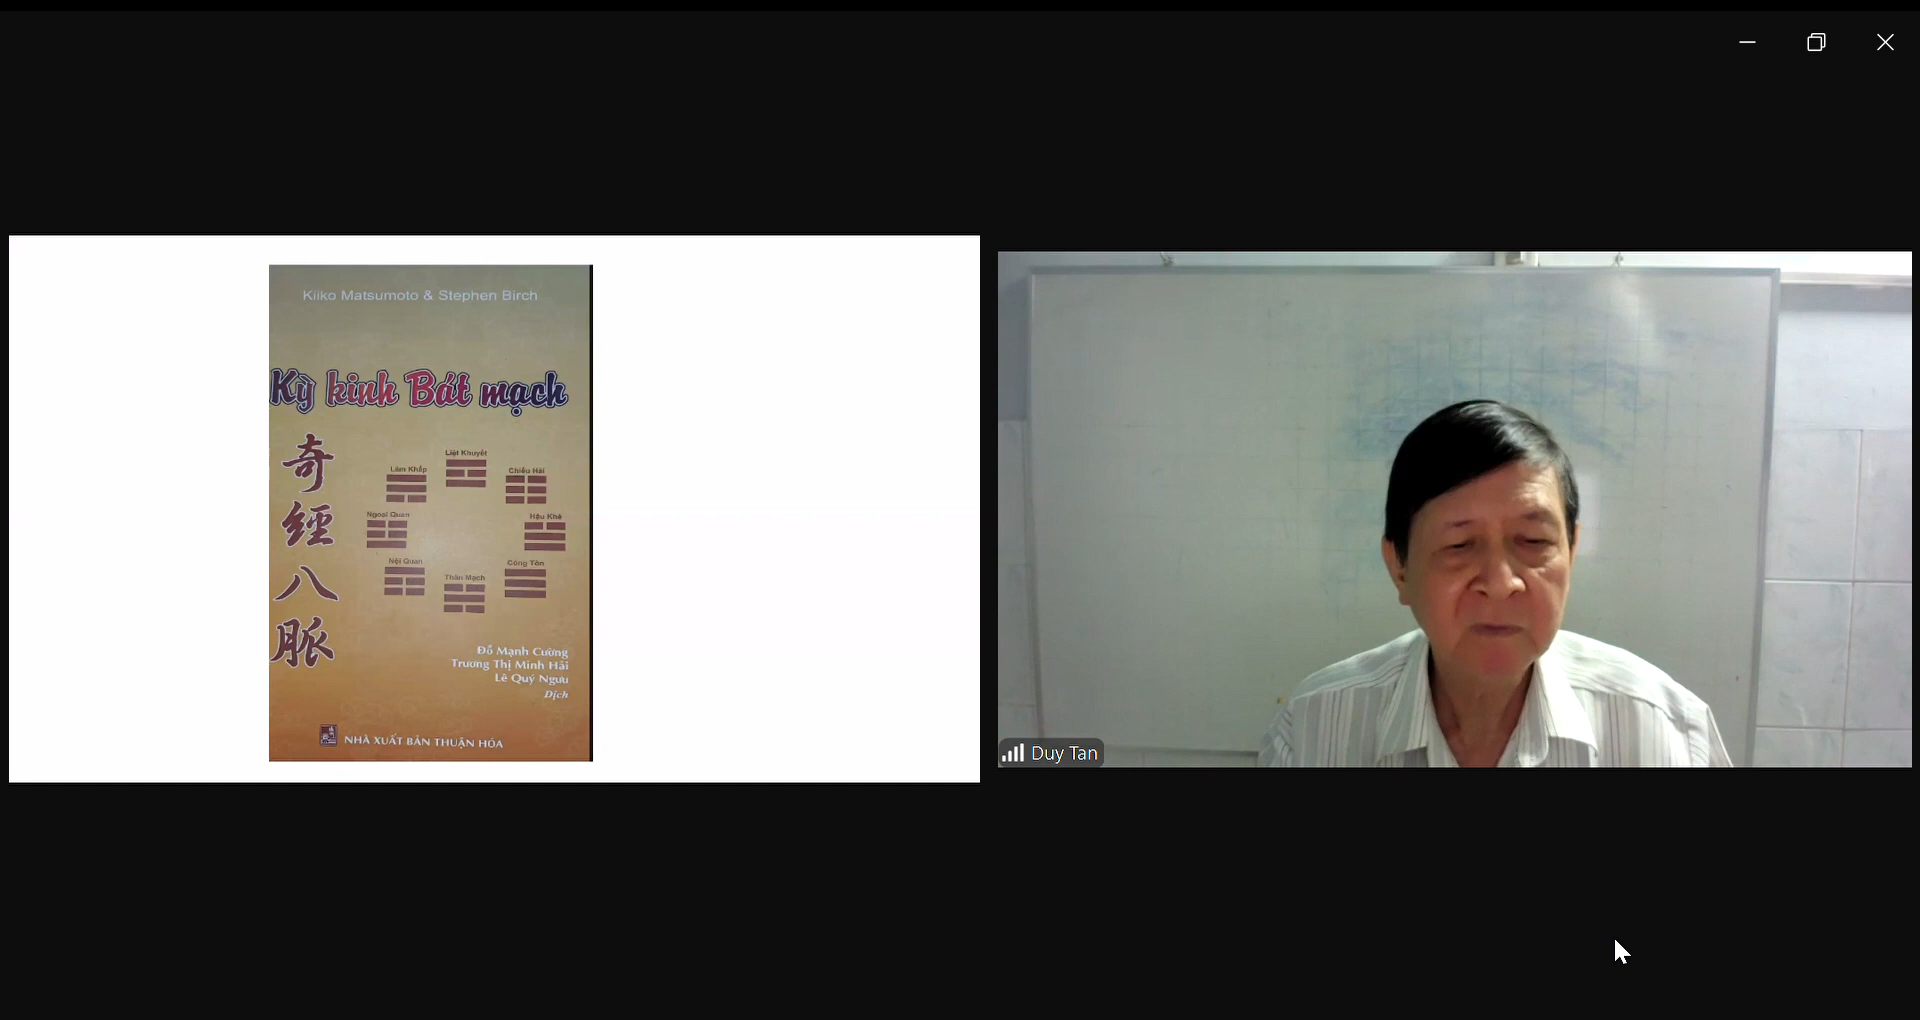 Kiiko Matsumoto & Stephen Birch
Kỳ kinh Bát mạch
奇
經
八
脈
Liệt Khuyết
Lâm Khấp
Chiếu Hải
Ngoại Quan
Hậu Khê
Nội Quan
Thân Mạch
Công Tôn
Đỗ Mạnh Cường
Trương Thị Minh Hải
Lê Quý Ngưu
Dịch
NHÀ XUẤT BẢN THUẬN HÓA
Duy Tan